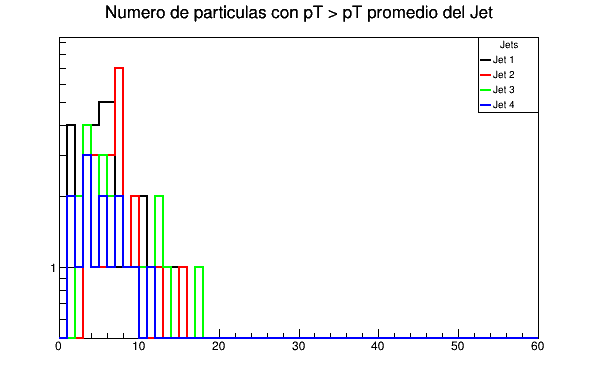 Numero de particulas con pT > pT promedio del Jet
Jets
Jet 1
Jet 2
Jet 3
Jet 4
1
0 10 20 30 40 50 60